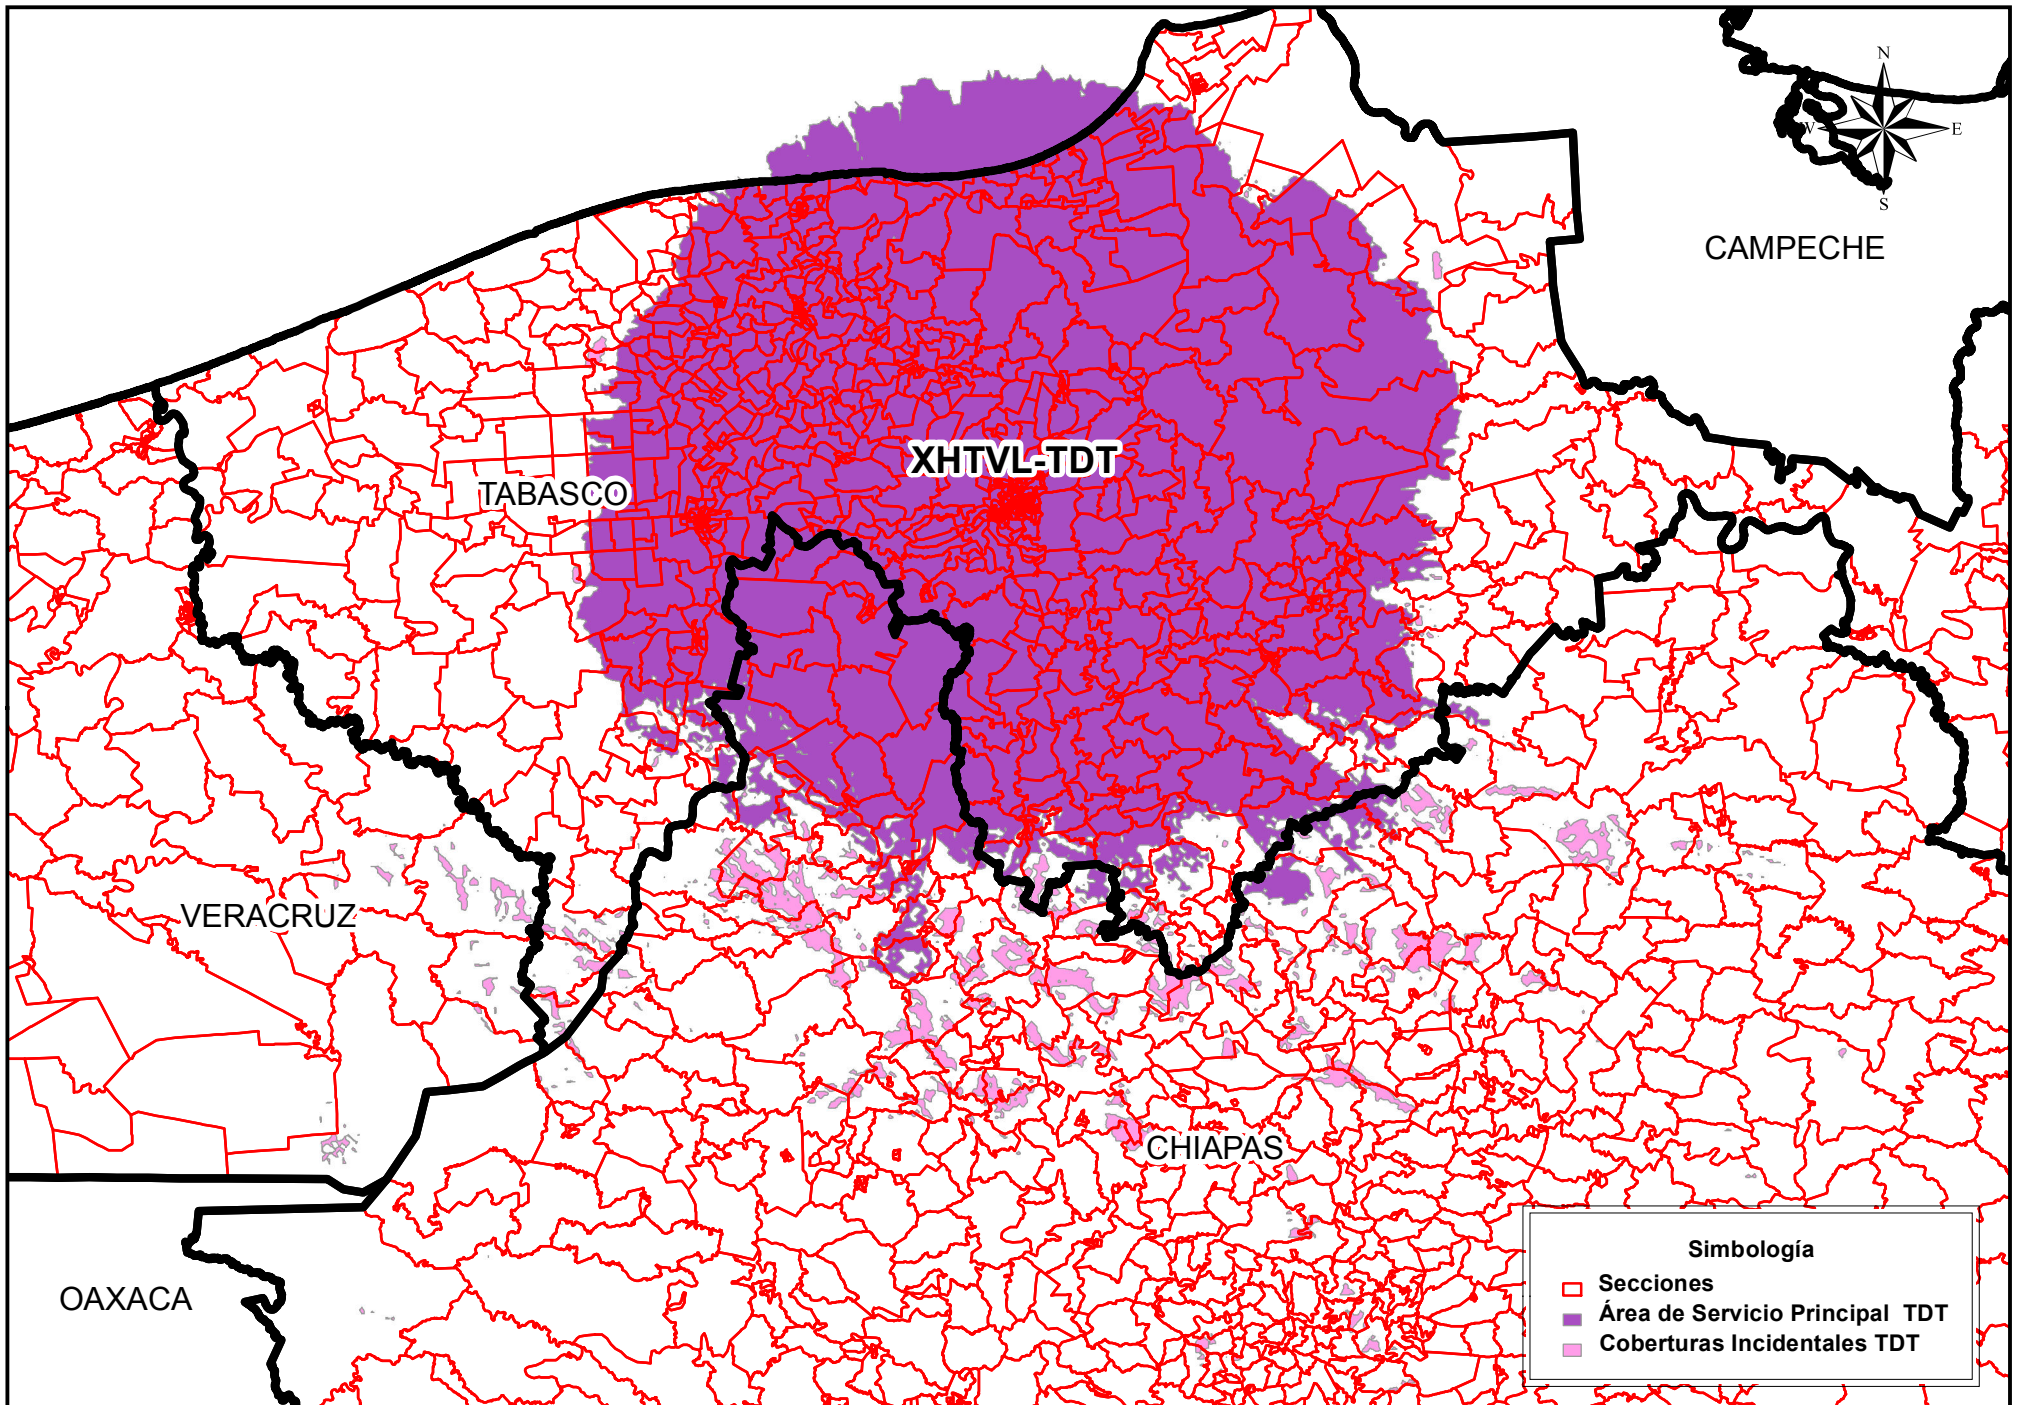 N
W
E
S
CAMPECHE
XHTVL-TDT
TABASCO
VERACRUZ
CHIAPAS
OAXACA
Simbología
Secciones
Área de Servicio Principal TDT
Coberturas Incidentales TDT